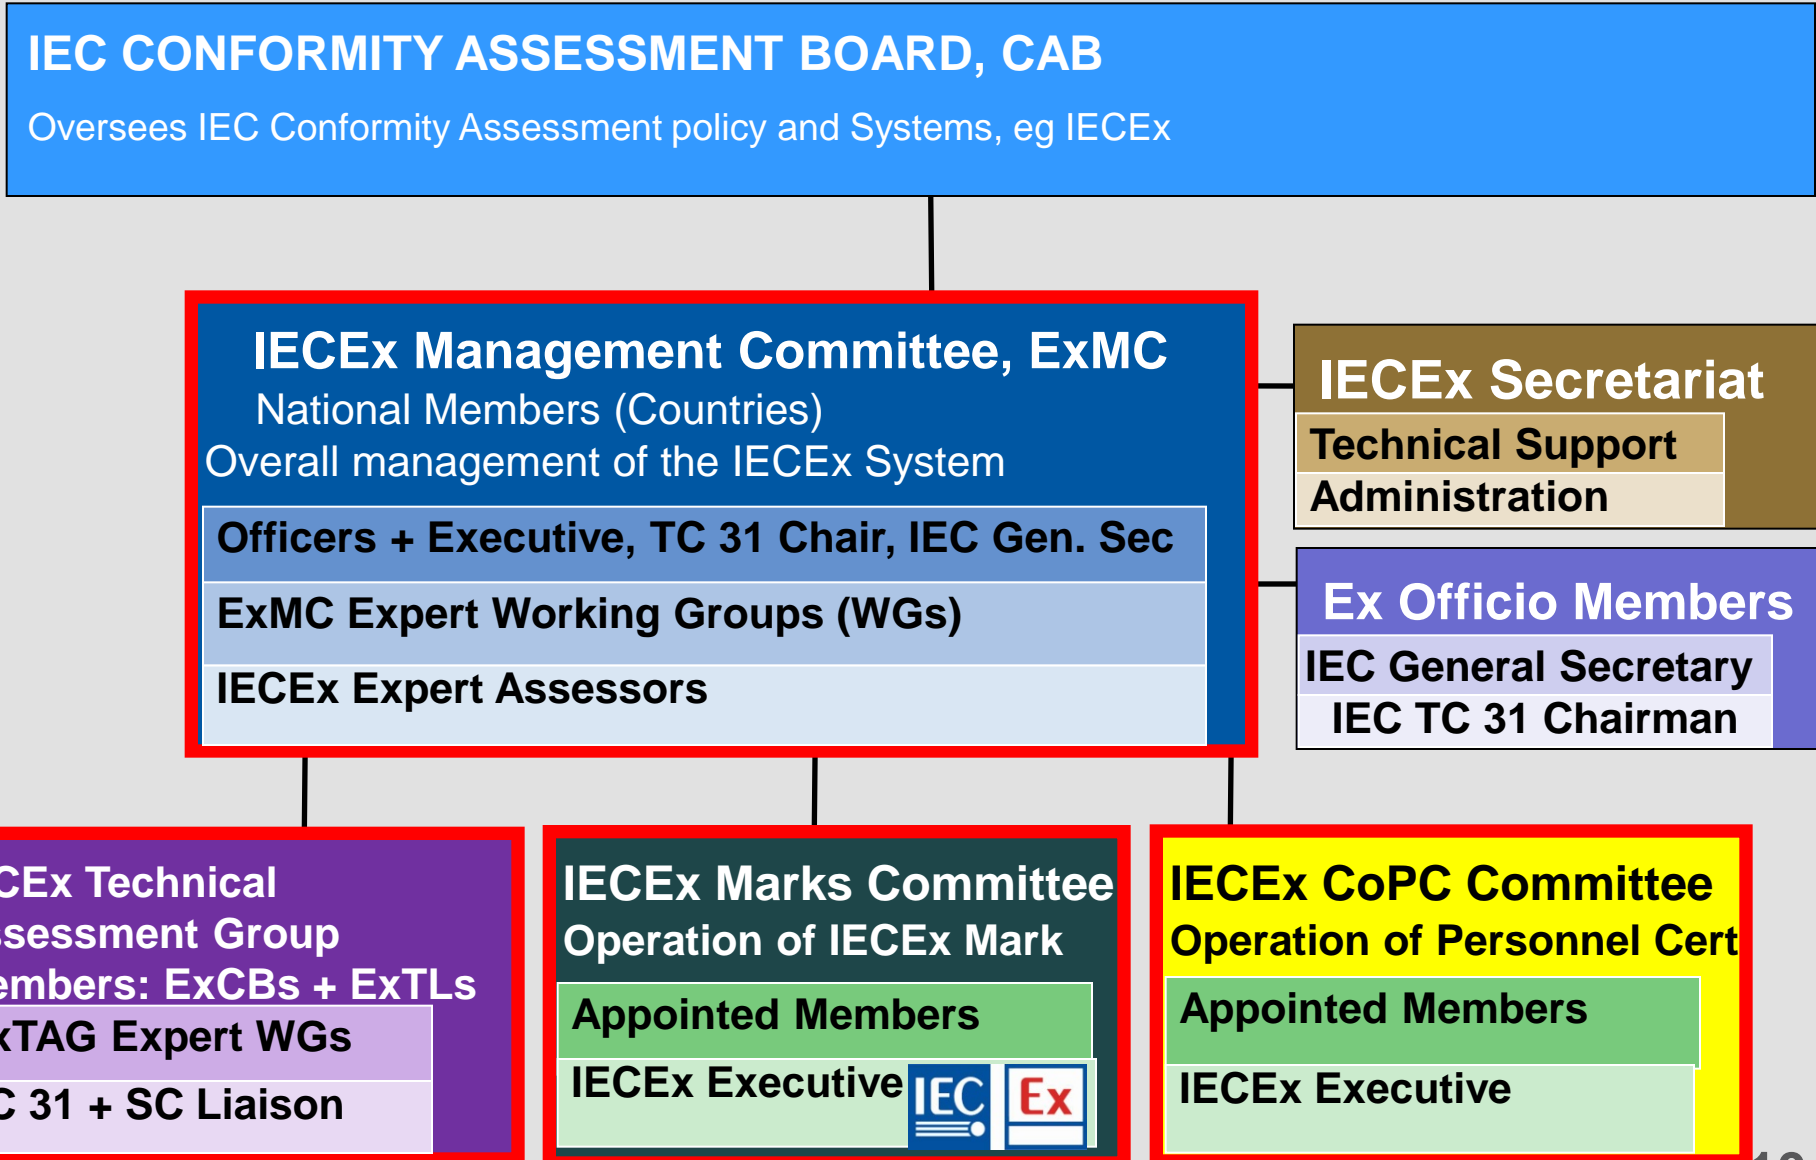 IEC CONFORMITY ASSESSMENT BOARD, CAB
Oversees IEC Conformity Assessment policy and Systems, eg IECEx
IECEx Management Committee, ExMC
National Members (Countries)
Overall management of the IECEx System
Officers + Executive, TC 31 Chair, IEC Gen. Sec
ExMC Expert Working Groups (WGs)
IECEx Expert Assessors
IECEx Secretariat
Technical Support
Administration
Ex Officio Members
IEC General Secretary
IEC TC 31 Chairman
CEx Technical
ssessment Group
embers: ExCBs + ExTLs
xTAG Expert WGs
C 31 + SC Liaison
IECEx Marks Committee
Operation of IECEx Mark
Appointed Members
IECEx Executive
IEC Ex
IECEx CoPC Committee
Operation of Personnel Cert
Appointed Members
IECEx Executive